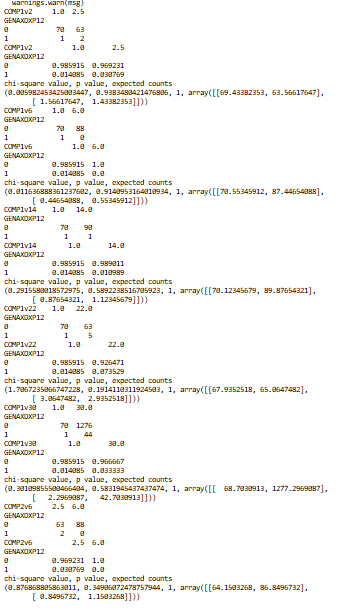 warnings.warn(msg)
COMP1v2 1.0 2.5
GENAXDXP12
0 70 63
1 1 2
COMP1v2 1.0 2.5
GENAXDXP12
0 0.985915 0.969231
1 0.014085 0.030769
chi-square value, p value, expected counts
(0.005982453425003447, 0.9383480421476806, 1, array([[69.43382353, 63.56617647],
[ 1.56617647, 1.43382353]]))
COMP1v6 1.0 6.0
GENAXDXP12
0 70 88
1 1 0
COMP1v6 1.0 6.0
GENAXDXP12
0 0.985915 1.0
1 0.014085 0.0
chi-square value, p value, expected counts
(0.011636888361237602, 0.9140953164010934, 1, array([[70.55345912, 87.44654088],
[ 0.44654088, 0.55345912]]))
COMP1v14 1.0 14.0
GENAXDXP12
0 70 90
1 1 1
COMP1v14 1.0 14.0
GENAXDXP12
0 0.985915 0.989011
1 0.014085 0.010989
chi-square value, p value, expected counts
(0.2915580018572975, 0.5892238516705923, 1, array([[70.12345679, 89.87654321],
[ 0.87654321, 1.12345679]]))
COMP1v22 1.0 22.0
GENAXDXP12
0 70 63
1 1 5
COMP1v22 1.0 22.0
GENAXDXP12
0 0.985915 0.926471
1 0.014085 0.073529
chi-square value, p value, expected counts
(1.7067235066747228, 0.1914110311924503, 1, array([[67.9352518, 65.0647482],
[ 3.0647482, 2.9352518]]))
COMP1v30 1.0 30.0
GENAXDXP12
0 70 1276
1 1 44
COMP1v30 1.0 30.0
GENAXDXP12
0 0.985915 0.966667
1 0.014085 0.033333
chi-square value, p value, expected counts
(0.30109855500466404, 0.5831945437437474, 1, array([[ 68.7030913, 1277.2969087],
[ 2.2969087, 42.7030913]]))
COMP2v6 2.5 6.0
GENAXDXP12
0 63 88
1 2 0
COMP2v6 2.5 6.0
GENAXDXP12
0 0.969231 1.0
1 0.030769 0.0
chi-square value, p value, expected counts
(0.876868805863011, 0.34906072478757944, 1, array([[64.1503268, 86.8496732],
[ 0.8496732, 1.1503268]]))